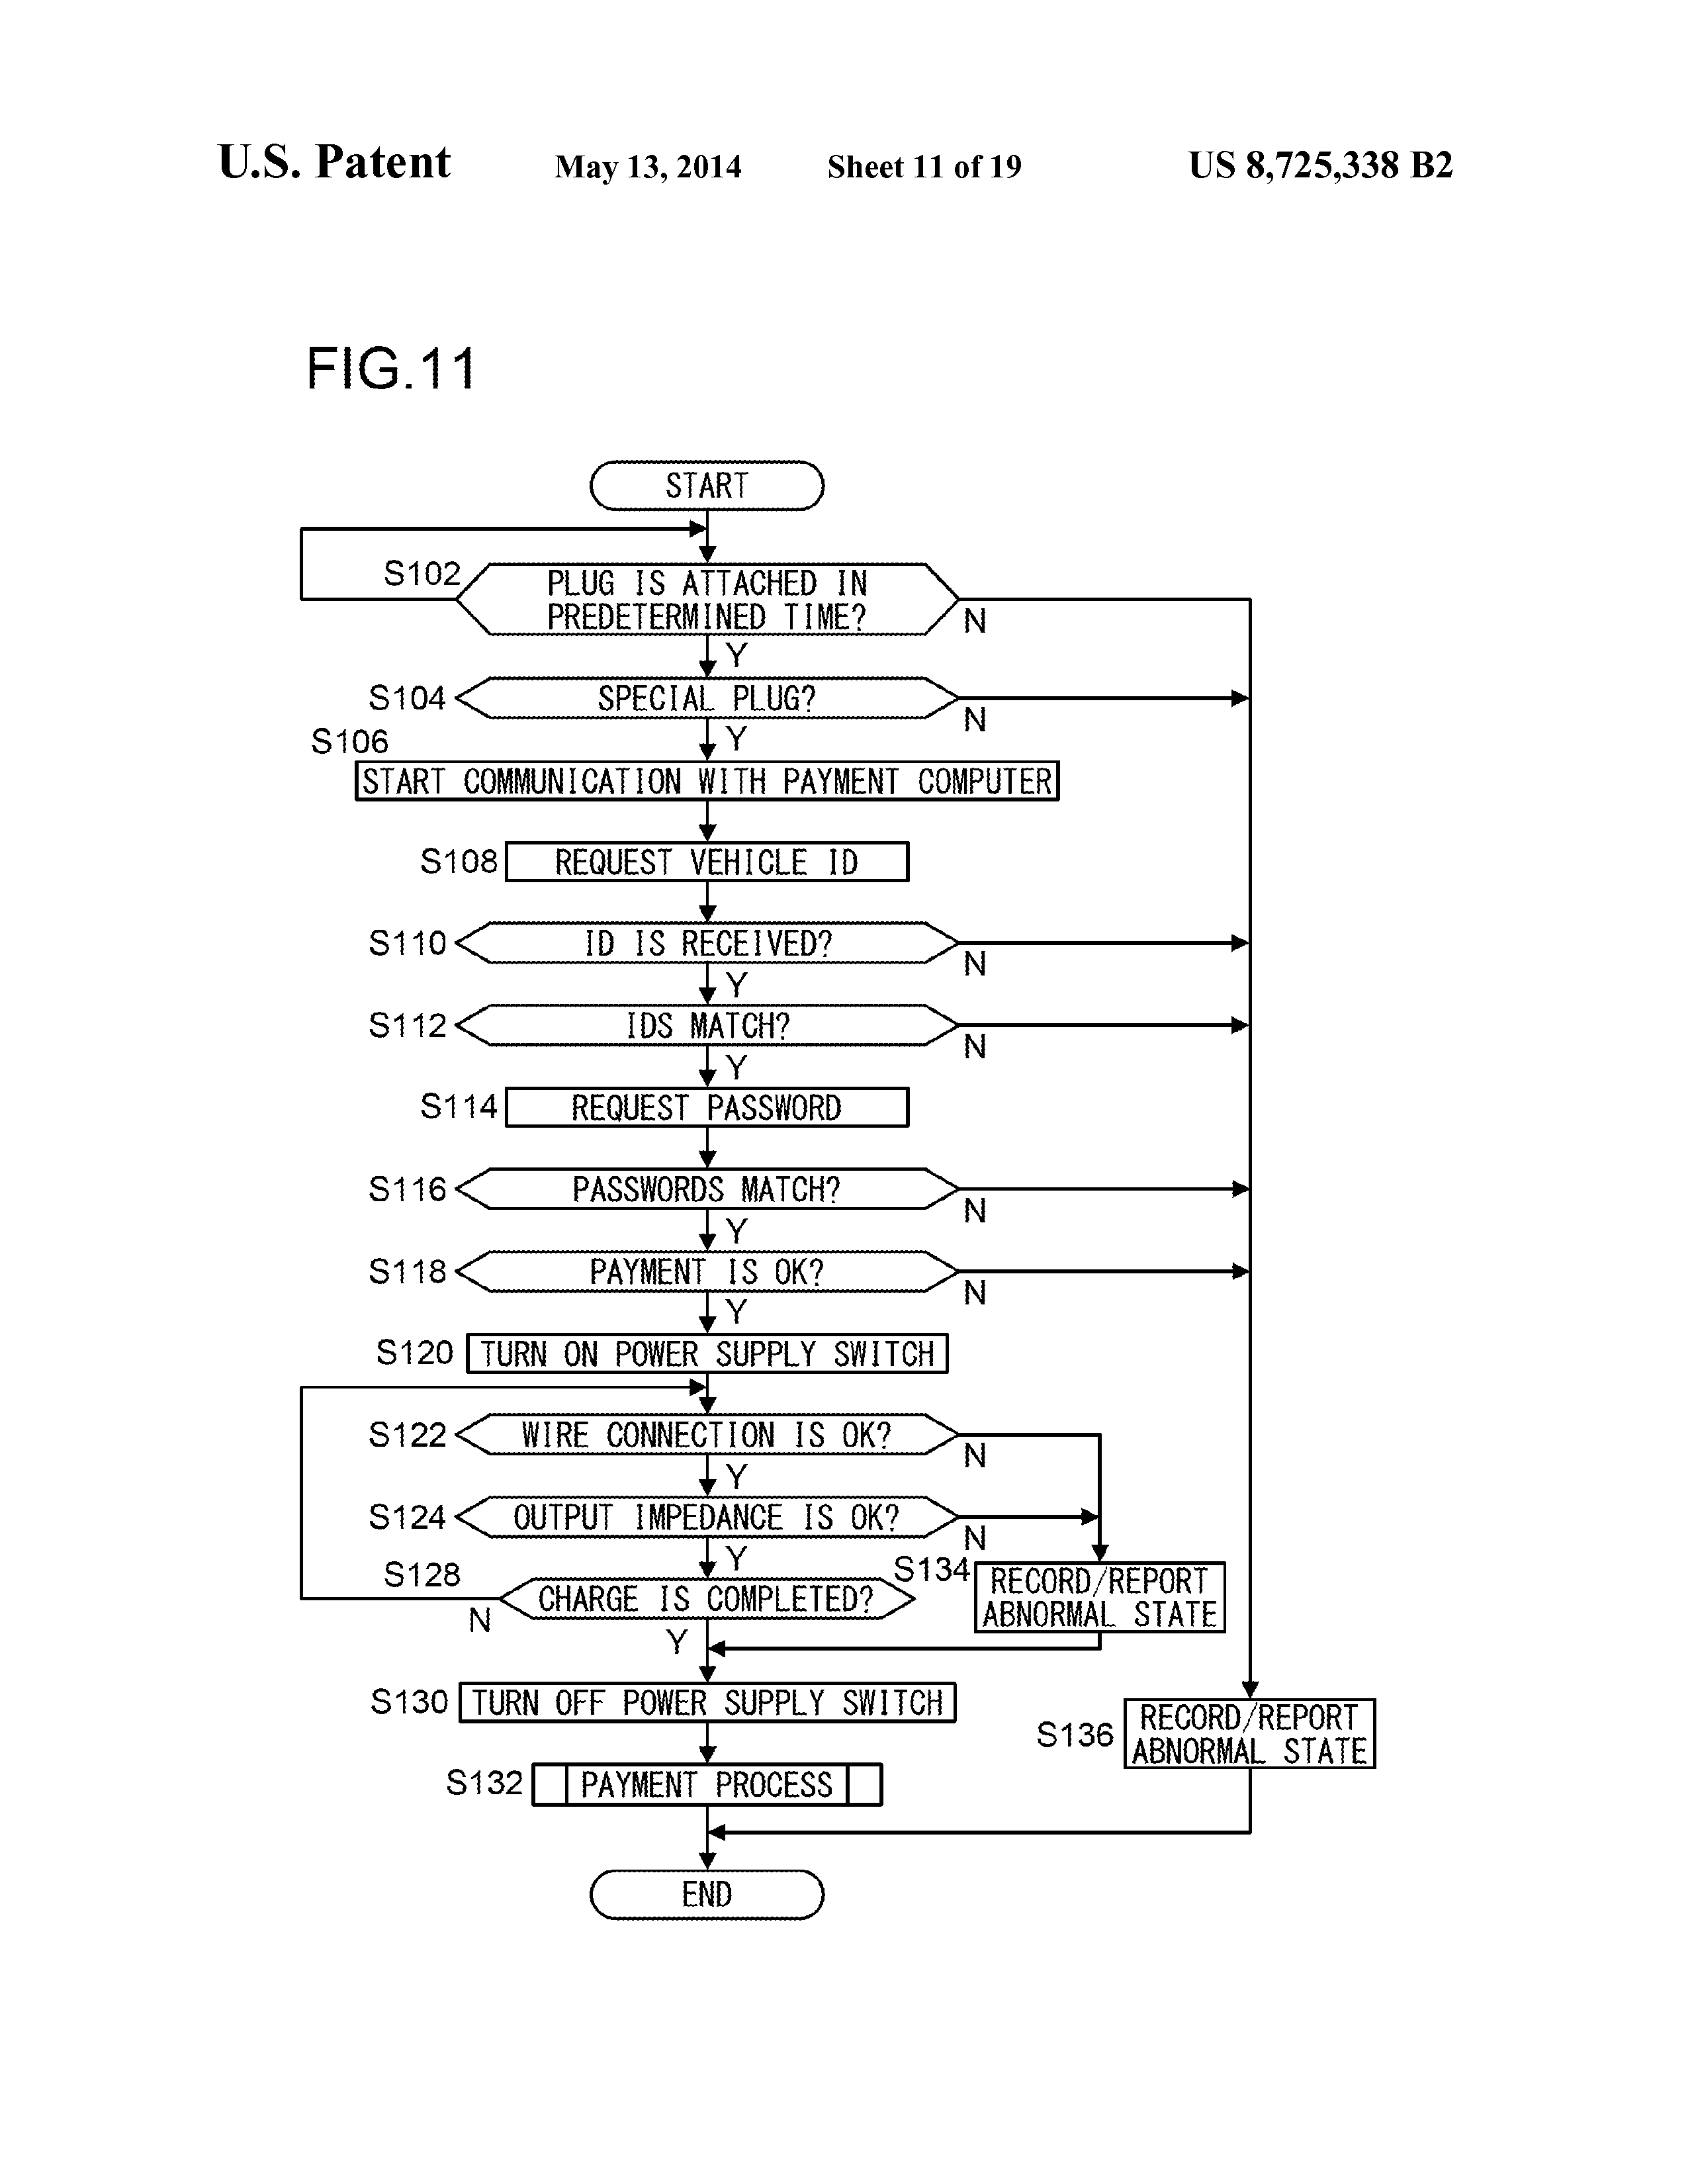 U.S. Patent May 13, 2014 Sheet 11 of 19 US 8,725,338 B2
FIG.11
START
S102
PLUG IS ATTACHED IN
PREDETERMINED TIME?
N
Y
S104
SPECIAL PLUG?
N
Y
S106
START COMMUNICATION WITH PAYMENT COMPUTER
S108
REQUEST VEHICLE ID
S110
ID IS RECEIVED?
N
Y
S112
IDS MATCH?
N
Y
S114
REQUEST PASSWORD
S116
PASSWORDS MATCH?
N
Y
S118
PAYMENT IS OK?
N
Y
S120
TURN ON POWER SUPPLY SWITCH
S122
WIRE CONNECTION IS OK?
N
Y
S124
OUTPUT IMPEDANCE IS OK?
N
Y
S128
CHARGE IS COMPLETED?
N
Y
S134
RECORD/REPORT
ABNORMAL STATE
S130
TURN OFF POWER SUPPLY SWITCH
S136
RECORD/REPORT
ABNORMAL STATE
S132
PAYMENT PROCESS
END